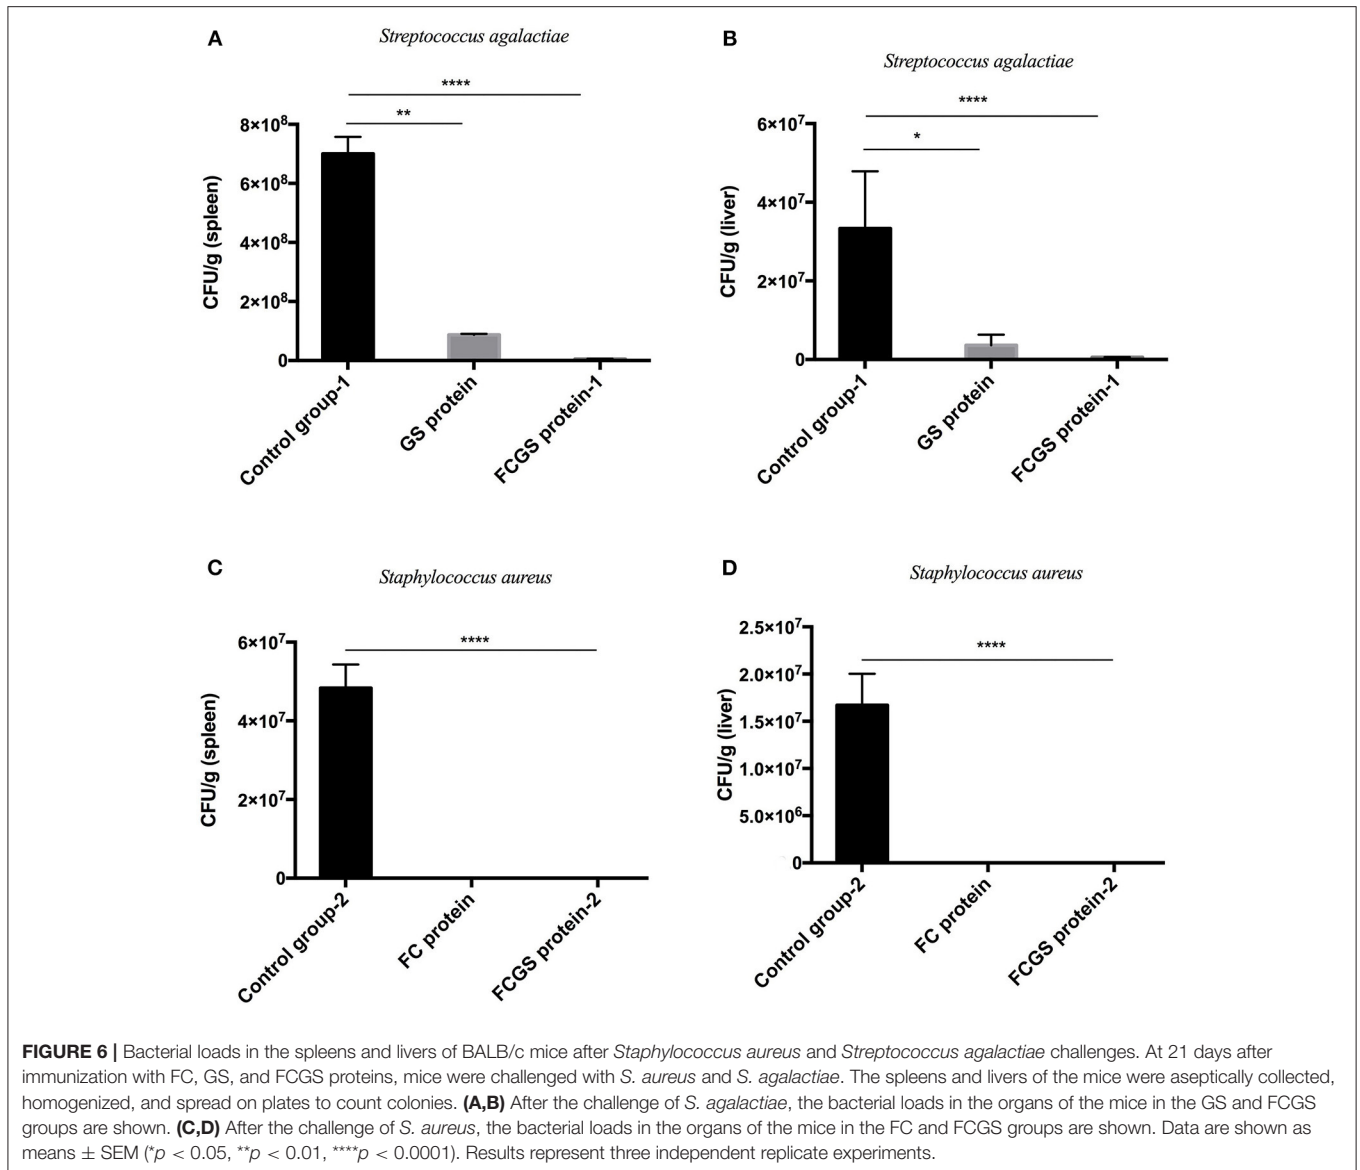 A
Streptococcus agalactiae
****
**
8×10⁸
6×10⁸
4×10⁸
2×10⁸
0
CFU/g (spleen)
Control group-1
GS protein
FCGS protein-1
B
Streptococcus agalactiae
****
*
6×10⁷
4×10⁷
2×10⁷
0
CFU/g (liver)
Control group-1
GS protein
FCGS protein-1
C
Staphylococcus aureus
****
6×10⁷
4×10⁷
2×10⁷
0
CFU/g (spleen)
Control group-2
FC protein
FCGS protein-2
D
Staphylococcus aureus
****
2.5×10⁷
2.0×10⁷
1.5×10⁷
1.0×10⁷
5.0×10⁶
0
CFU/g (liver)
Control group-2
FC protein
FCGS protein-2
FIGURE 6 | Bacterial loads in the spleens and livers of BALB/c mice after Staphylococcus aureus and Streptococcus agalactiae challenges. At 21 days after
immunization with FC, GS, and FCGS proteins, mice were challenged with S. aureus and S. agalactiae. The spleens and livers of the mice were aseptically collected,
homogenized, and spread on plates to count colonies. (A,B) After the challenge of S. agalactiae, the bacterial loads in the organs of the mice in the GS and FCGS
groups are shown. (C,D) After the challenge of S. aureus, the bacterial loads in the organs of the mice in the FC and FCGS groups are shown. Data are shown as
means ± SEM (*p < 0.05, **p < 0.01, ****p < 0.0001). Results represent three independent replicate experiments.